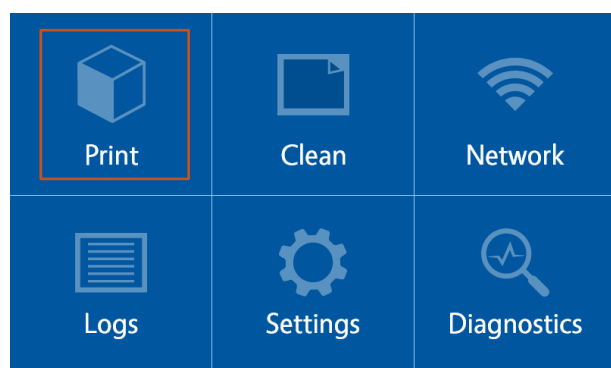 Print
Clean
Network
Logs
Settings
Diagnostics